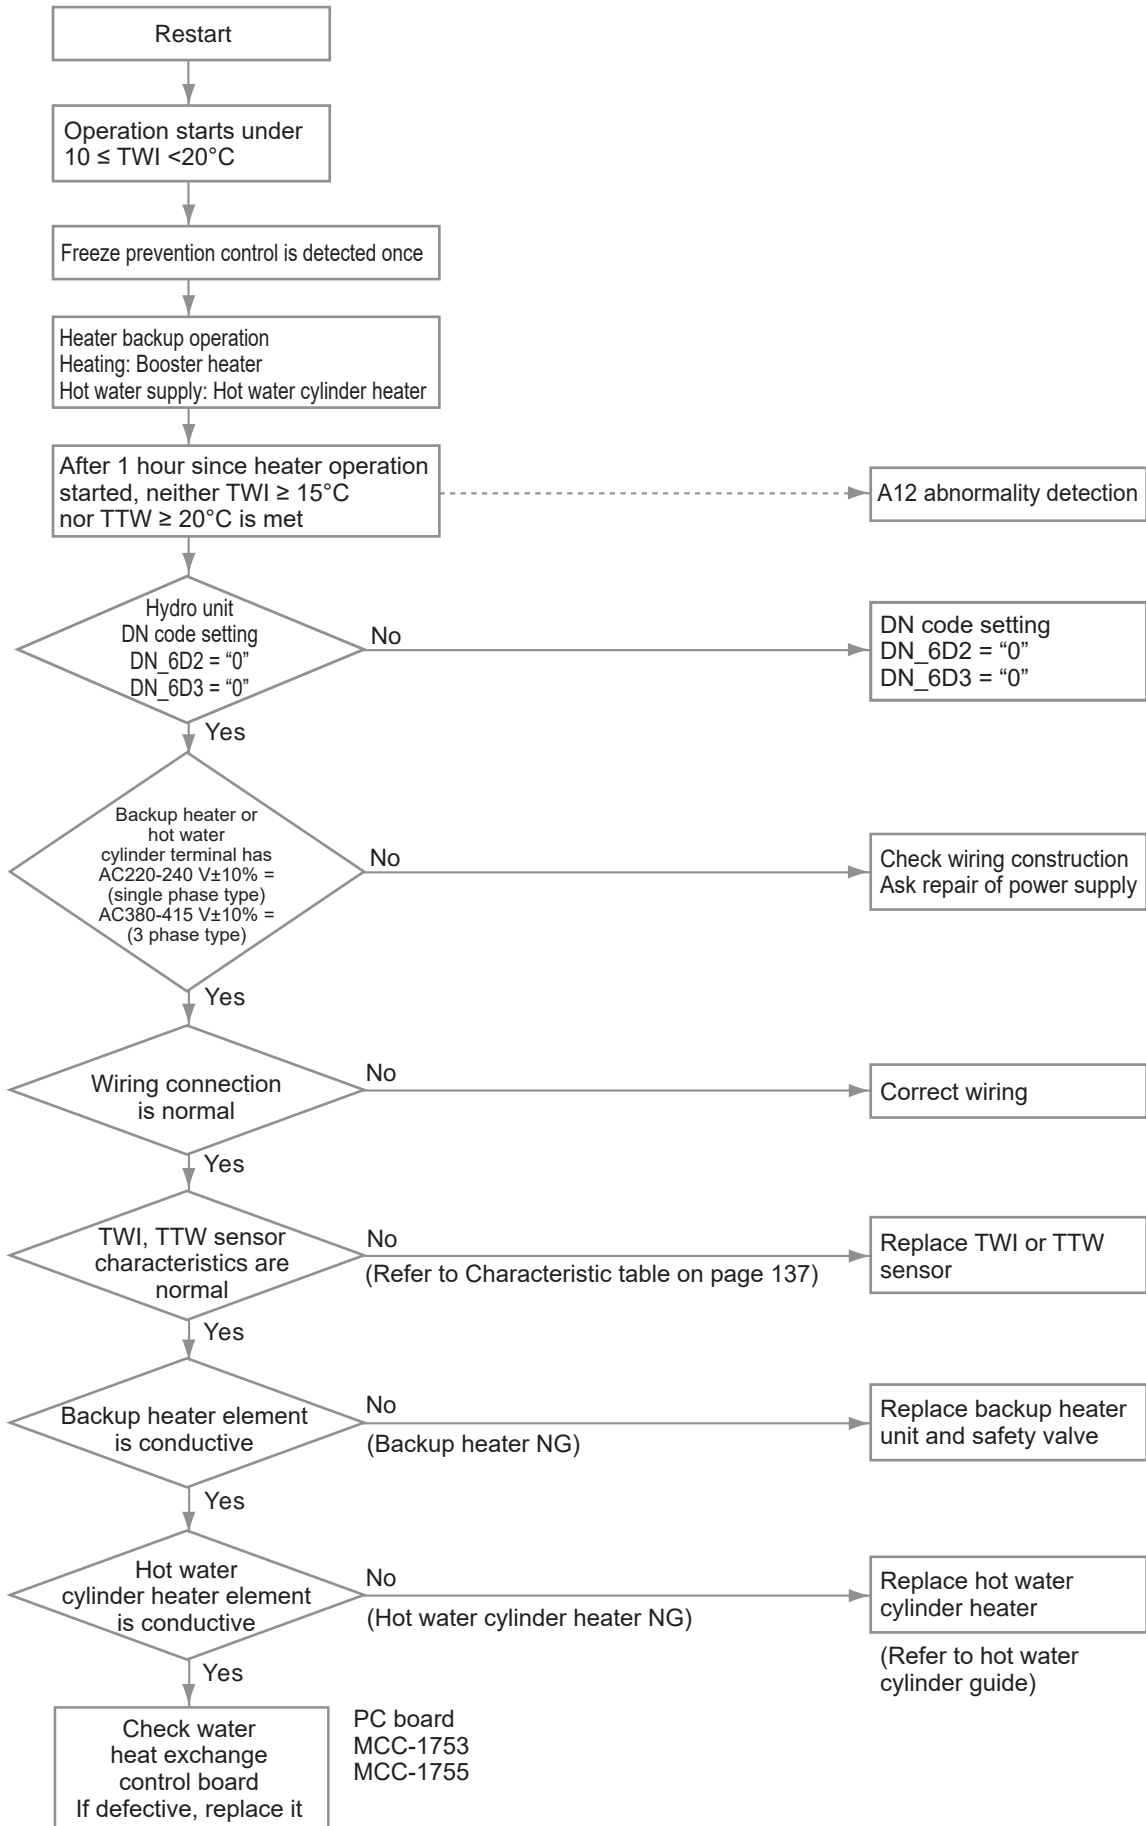 Restart
Operation starts under
10 ≤ TWI <20°C
Freeze prevention control is detected once
Heater backup operation
Heating: Booster heater
Hot water supply: Hot water cylinder heater
After 1 hour since heater operation
started, neither TWI ≥ 15°C
nor TTW ≥ 20°C is met
A12 abnormality detection
Hydro unit
DN code setting
DN_6D2 = “0”
DN_6D3 = “0”
No
DN code setting
DN_6D2 = “0”
DN_6D3 = “0”
Yes
Backup heater or
hot water
cylinder terminal has
AC220-240 V±10% =
(single phase type)
AC380-415 V±10% =
(3 phase type)
No
Check wiring construction
Ask repair of power supply
Yes
Wiring connection
is normal
No
Correct wiring
Yes
TWI, TTW sensor
characteristics are
normal
No
(Refer to Characteristic table on page 137)
Replace TWI or TTW
sensor
Yes
Backup heater element
is conductive
No
(Backup heater NG)
Replace backup heater
unit and safety valve
Yes
Hot water
cylinder heater element
is conductive
No
(Hot water cylinder heater NG)
Replace hot water
cylinder heater
(Refer to hot water
cylinder guide)
Yes
Check water
heat exchange
control board
If defective, replace it
PC board
MCC-1753
MCC-1755